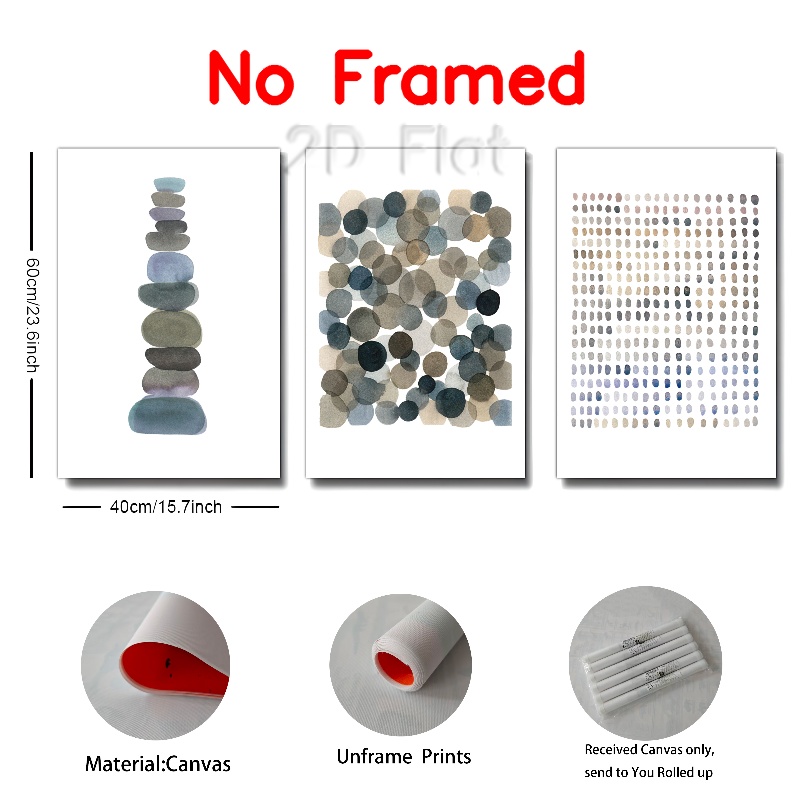 No Framed
2D Flat
60cm/23.6inch
40cm/15.7inch
Material:Canvas
Unframe Prints
Received Canvas only,
send to You Rolled up